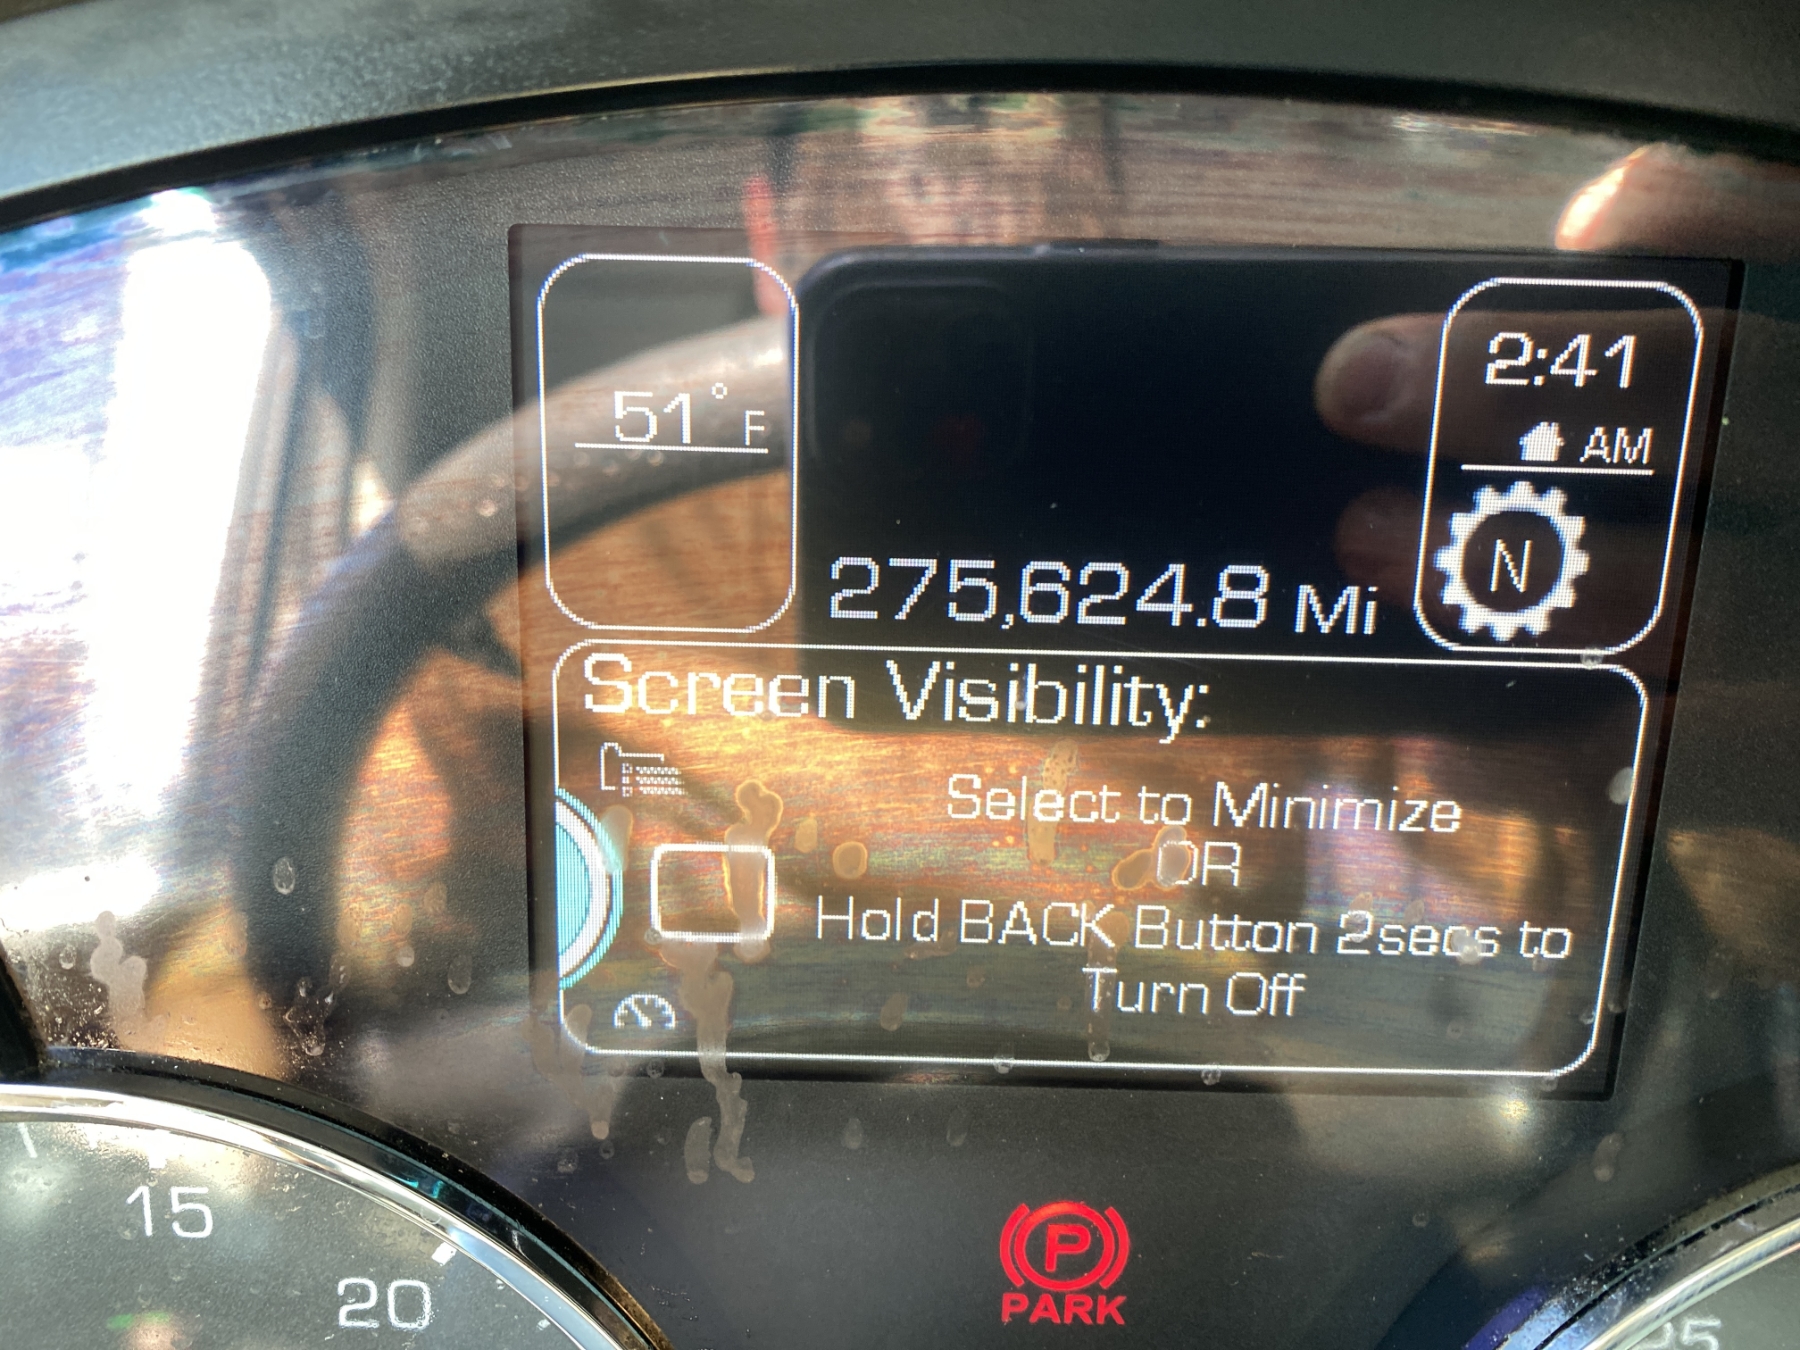 51° F
2:41
AM
N
275,624.8 Mi
Screen Visibility:
Select to Minimize
OR
Hold BACK Button 2secs to
Turn Off
15
20
P
PARK